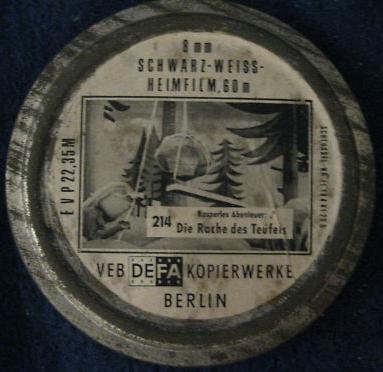 8 mm
SCHWARZ-WEISS-
HEIMFILM, 60 m
EVP 22,35 M
214
Kasperles Abenteuer:
Die Rache des Teufels
VEB DEFA KOPIERWERKE
BERLIN